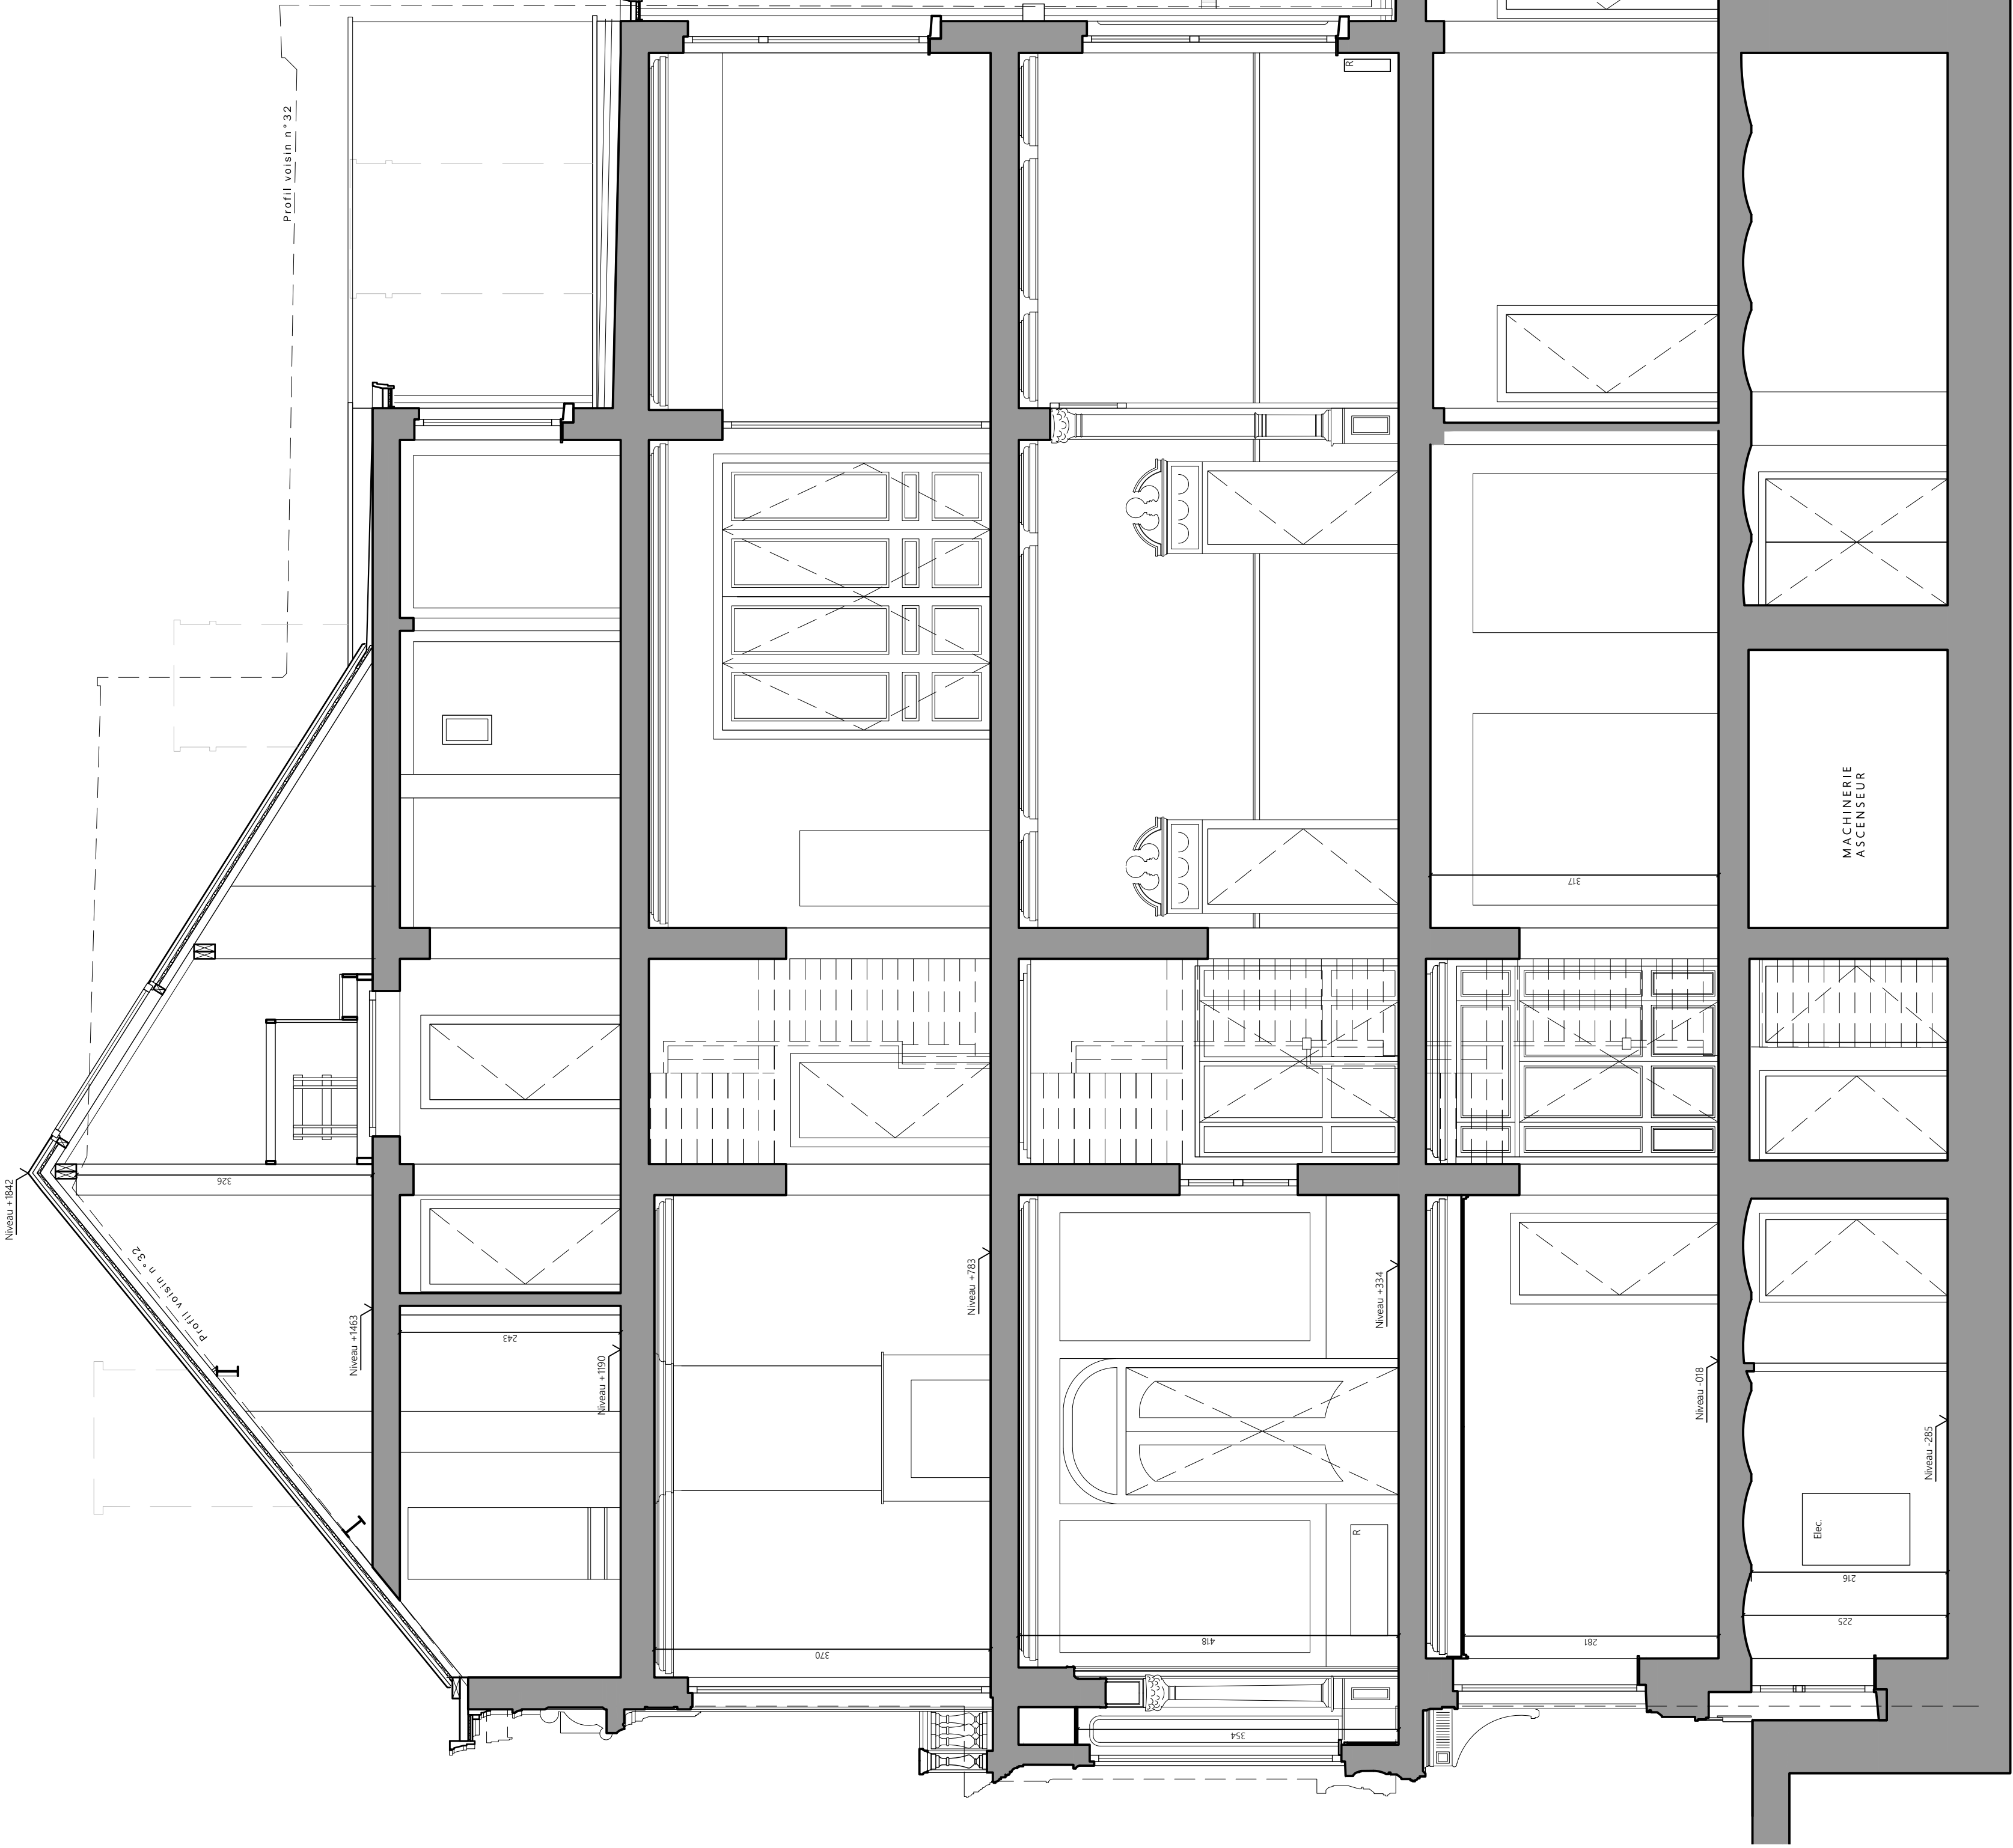 Profil voisin n°32
R
MACHINERIE
ASCENSEUR
317
Niveau +1842
326
Profil voisin n°32
Niveau +1463
243
Niveau +1190
Niveau +783
Niveau +334
Niveau -018
Niveau -285
R
Elec.
216
225
281
418
370
354